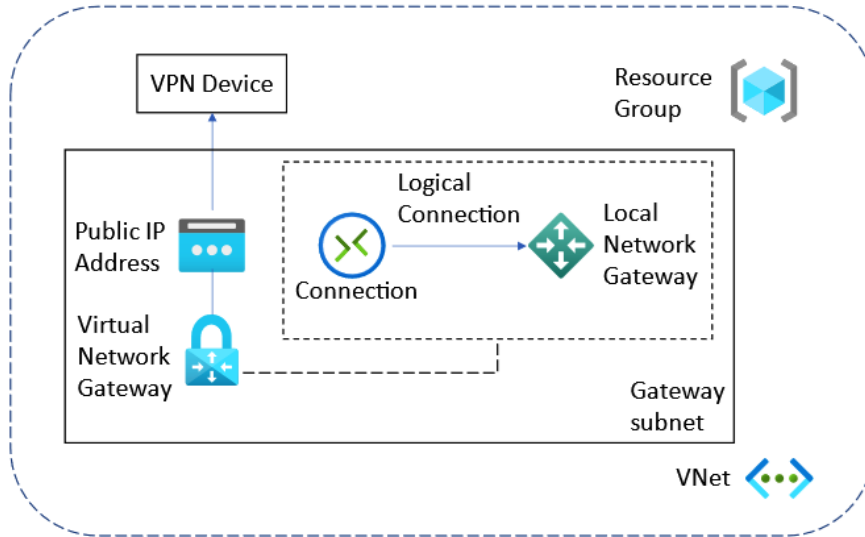 VPN Device
Resource
Group
Public IP
Address
Logical
Connection
Local
Network
Gateway
Connection
Virtual
Network
Gateway
Gateway
subnet
VNet